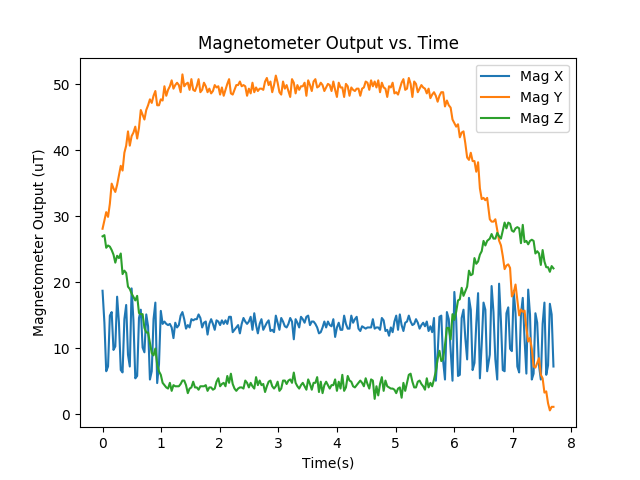 Magnetometer Output vs. Time
Mag X
Mag Y
Mag Z
Magnetometer Output (uT)
50
40
30
20
10
0
0 1 2 3 4 5 6 7 8
Time(s)